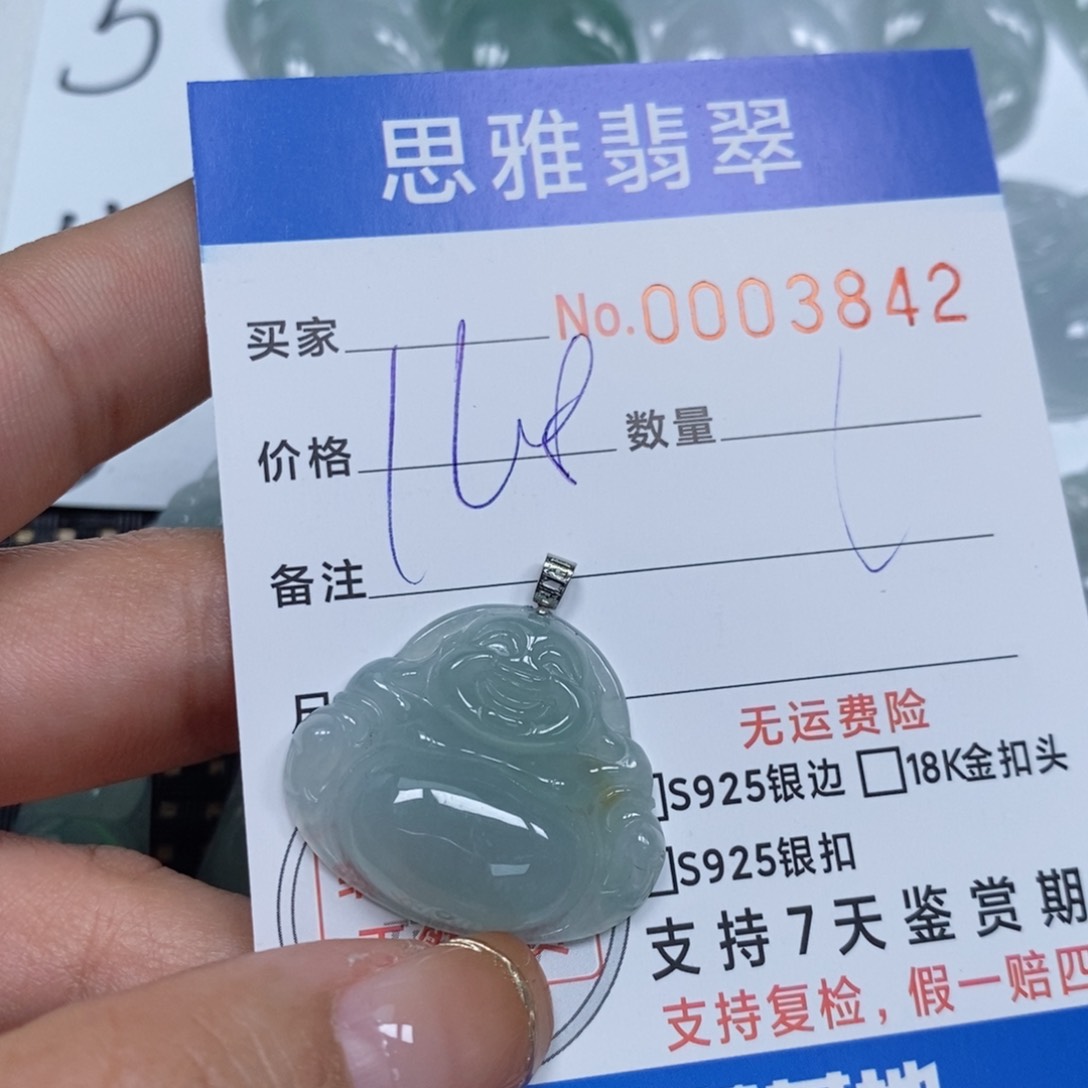 5
思雅翡翠
No.0003842
买家
价格 数量
备注
无运费险
S925银边 □18K金扣头
S925银扣
支持7天鉴赏期
支持复检，假一赔四